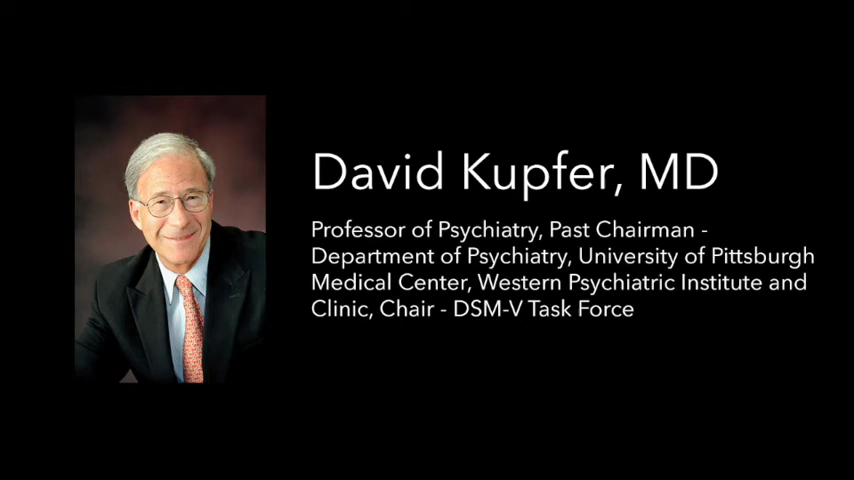 David Kupfer, MD
Professor of Psychiatry, Past Chairman -
Department of Psychiatry, University of Pittsburgh
Medical Center, Western Psychiatric Institute and
Clinic, Chair - DSM-V Task Force